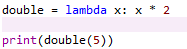 double = lambda x: x * 2
print(double(5))